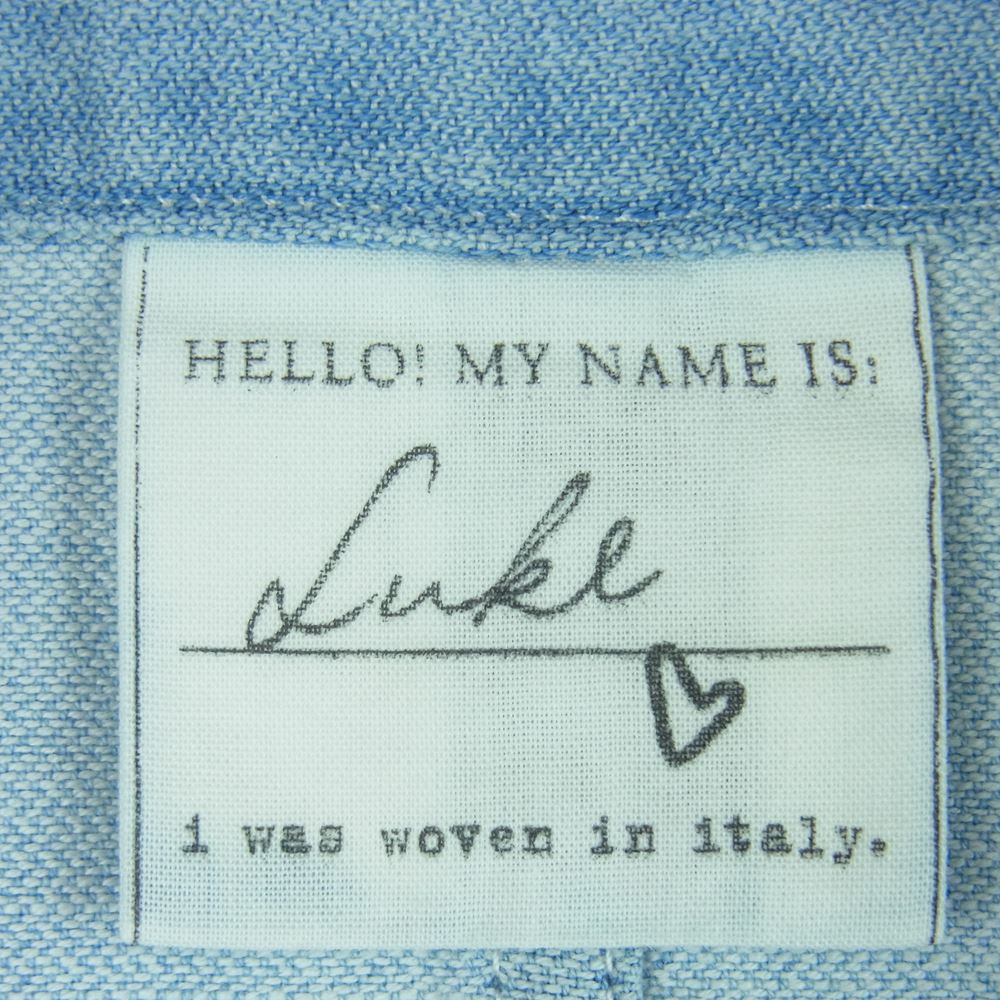 HELLO! MY NAME IS:
Luke
i was woven in italy.